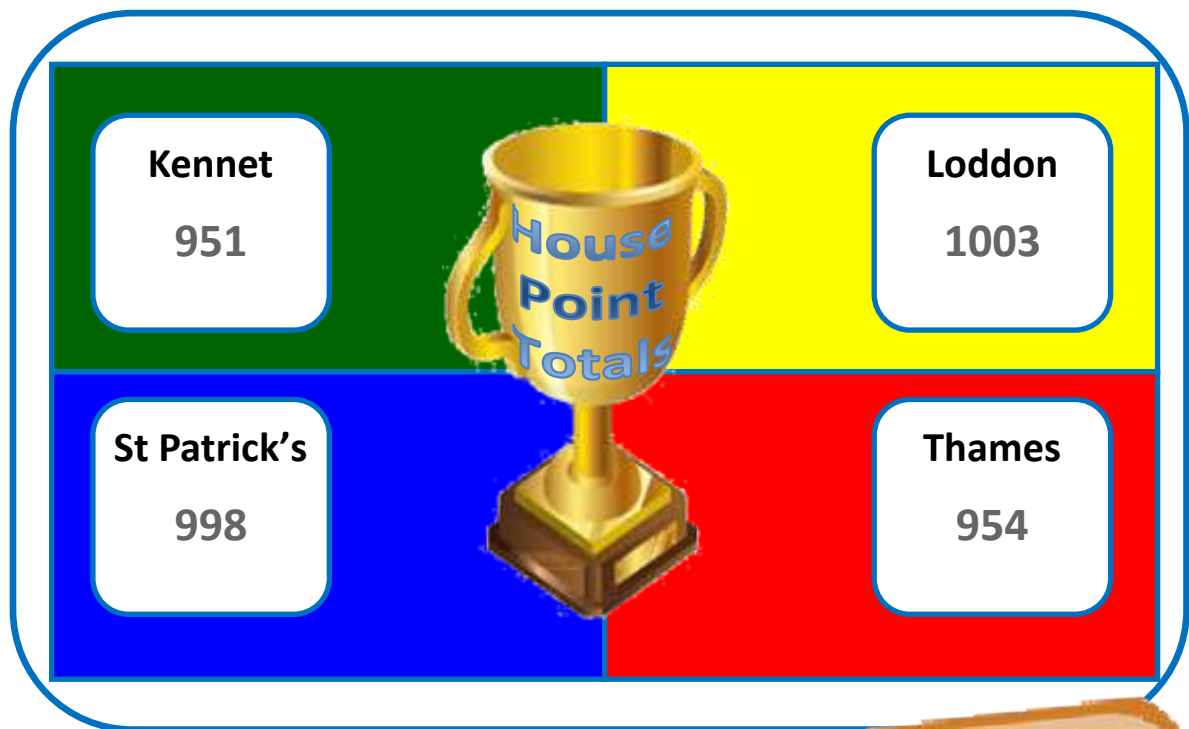 Kennet
951
Loddon
1003
House
Point
Totals
St Patrick’s
998
Thames
954